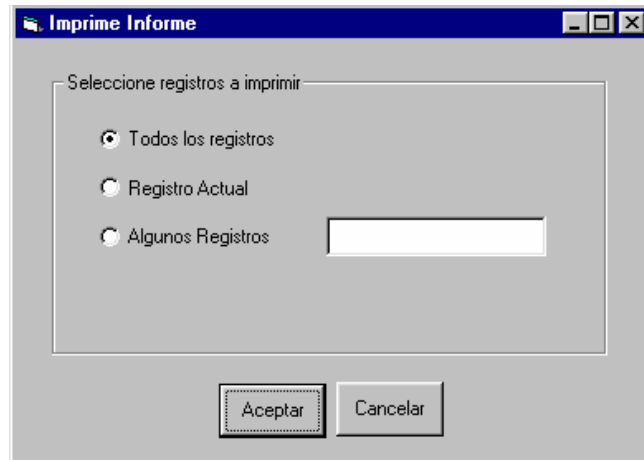 Imprime Informe
Seleccione registros a imprimir
Todos los registros
Registro Actual
Algunos Registros
Aceptar Cancelar